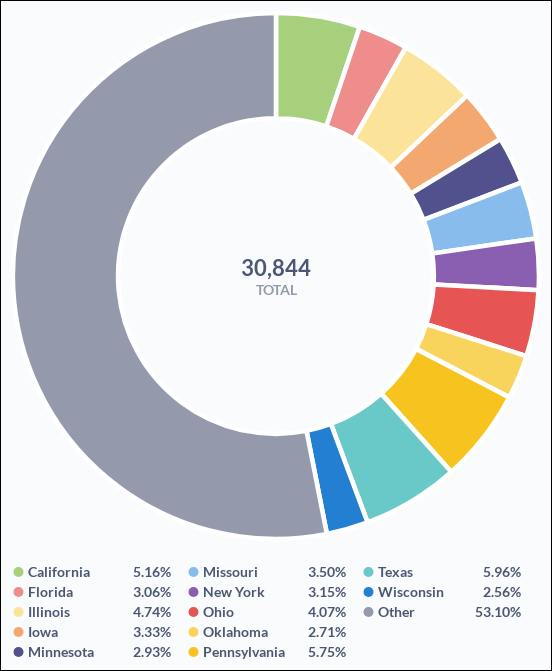 30,844
TOTAL
California 5.16%
Florida 3.06%
Illinois 4.74%
Iowa 3.33%
Minnesota 2.93%
Missouri 3.50%
New York 3.15%
Ohio 4.07%
Oklahoma 2.71%
Pennsylvania 5.75%
Texas 5.96%
Wisconsin 2.56%
Other 53.10%